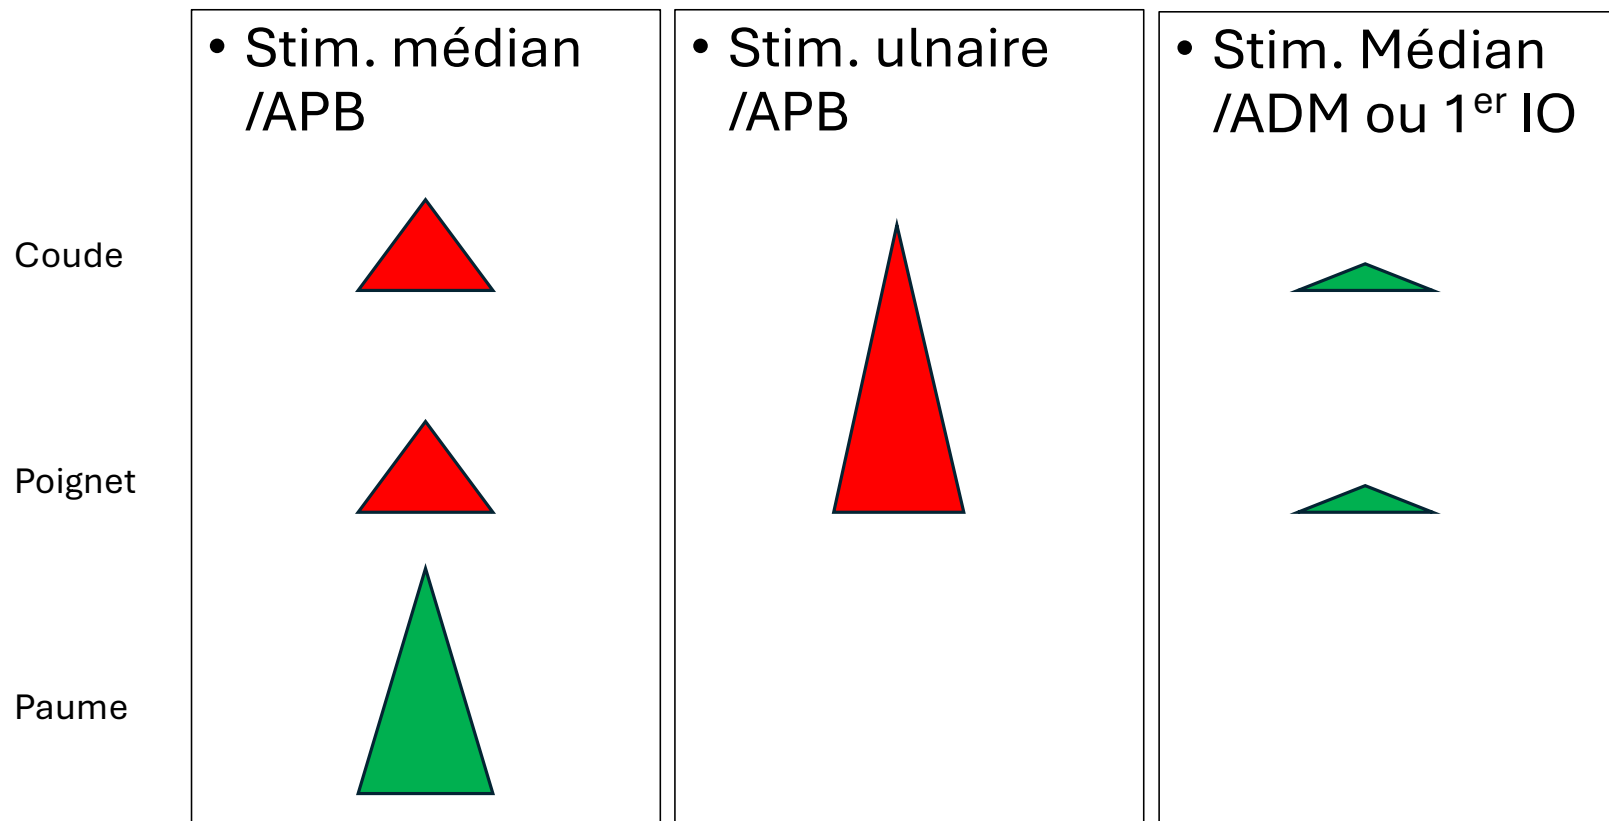 • Stim. médian
/APB
• Stim. ulnaire
/APB
• Stim. Médian
/ADM ou 1er IO
Coude
Poignet
Paume